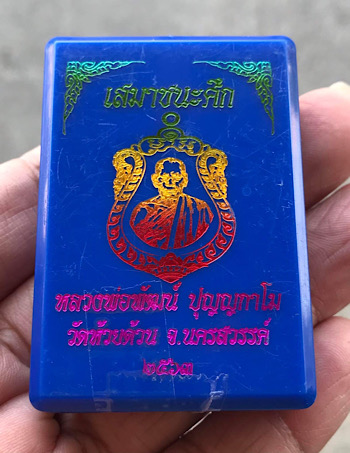 เสมาชนะศึก
หลวงพ่อพัฒน์ ปุญญกาโม
วัดห้วยด้วน จ.นครสวรรค์
๒๕๖๓